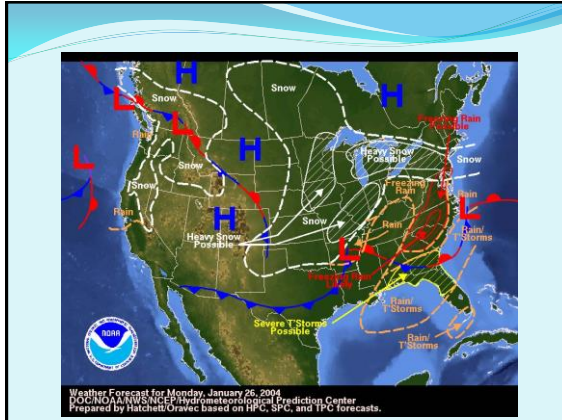 H
H
Snow
L
Snow
Freezing Rain
Possible
Rain
L
H
Heavy Snow
Possible
Snow
L
Snow
Freezing
Rain
Rain
Snow
H
Snow
Rain
L
Rain
Heavy Snow
Possible
Rain/
T'Storms
L
Freezing Rain
Likely
Rain/
T'Storms
Severe T'Storms
Possible
Rain/
T'Storms
NOAA
Weather Forecast for Monday, January 26, 2004
DOC/NOAA/NWS/NCEP/Hydrometeorological Prediction Center
Prepared by Hatchett/Oravec based on HPC, SPC, and TPC forecasts.